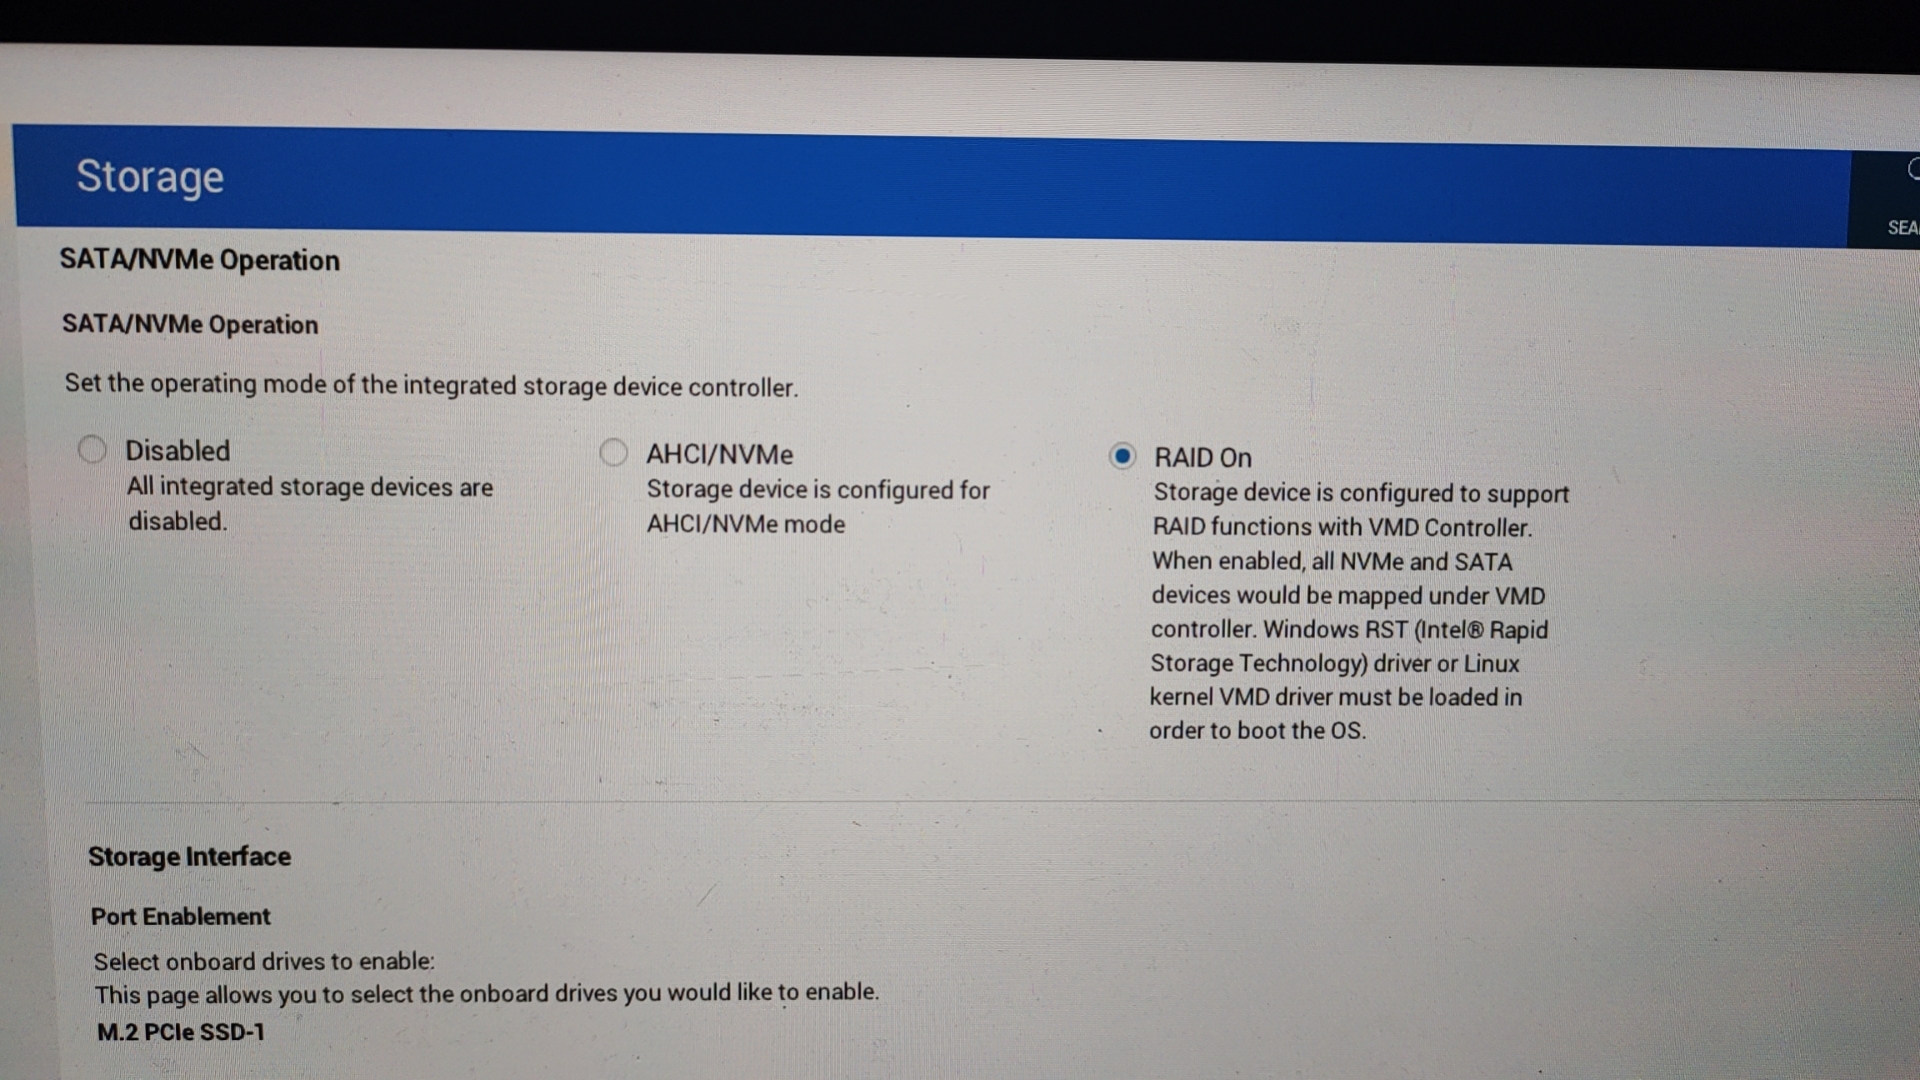 Storage
SEA
SATA/NVMe Operation
SATA/NVMe Operation
Set the operating mode of the integrated storage device controller.
Disabled
All integrated storage devices are
disabled.
AHCI/NVMe
Storage device is configured for
AHCI/NVMe mode
RAID On
Storage device is configured to support
RAID functions with VMD Controller.
When enabled, all NVMe and SATA
devices would be mapped under VMD
controller. Windows RST (Intel® Rapid
Storage Technology) driver or Linux
kernel VMD driver must be loaded in
order to boot the OS.
Storage Interface
Port Enablement
Select onboard drives to enable:
This page allows you to select the onboard drives you would like to enable.
M.2 PCIe SSD-1